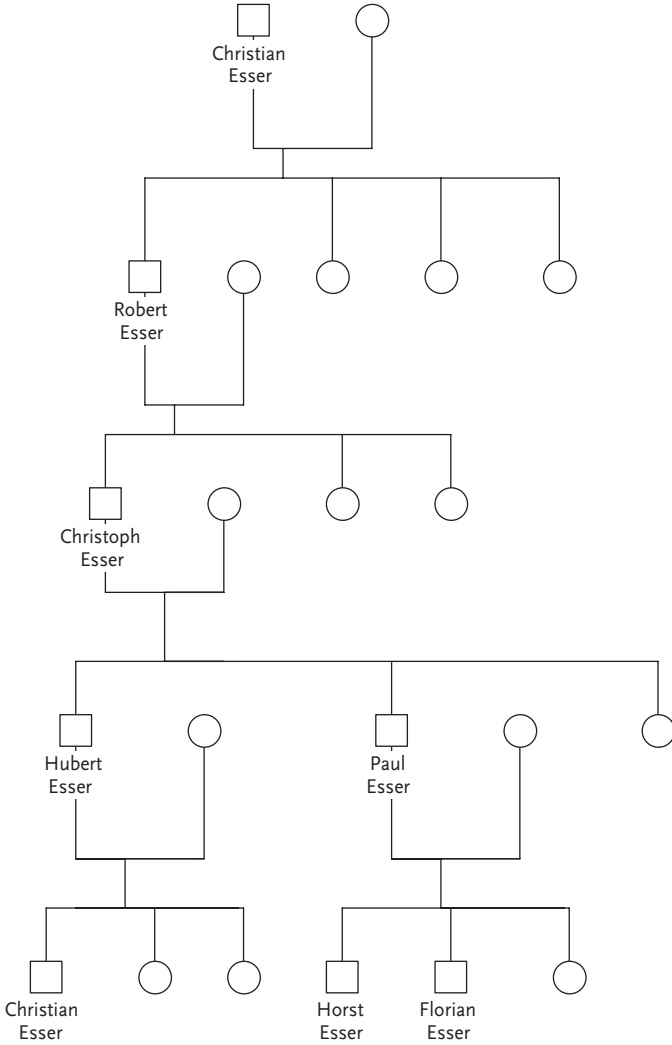 Christian
Esser
Robert
Esser
Christoph
Esser
Hubert
Esser
Paul
Esser
Christian
Esser
Horst
Esser
Florian
Esser